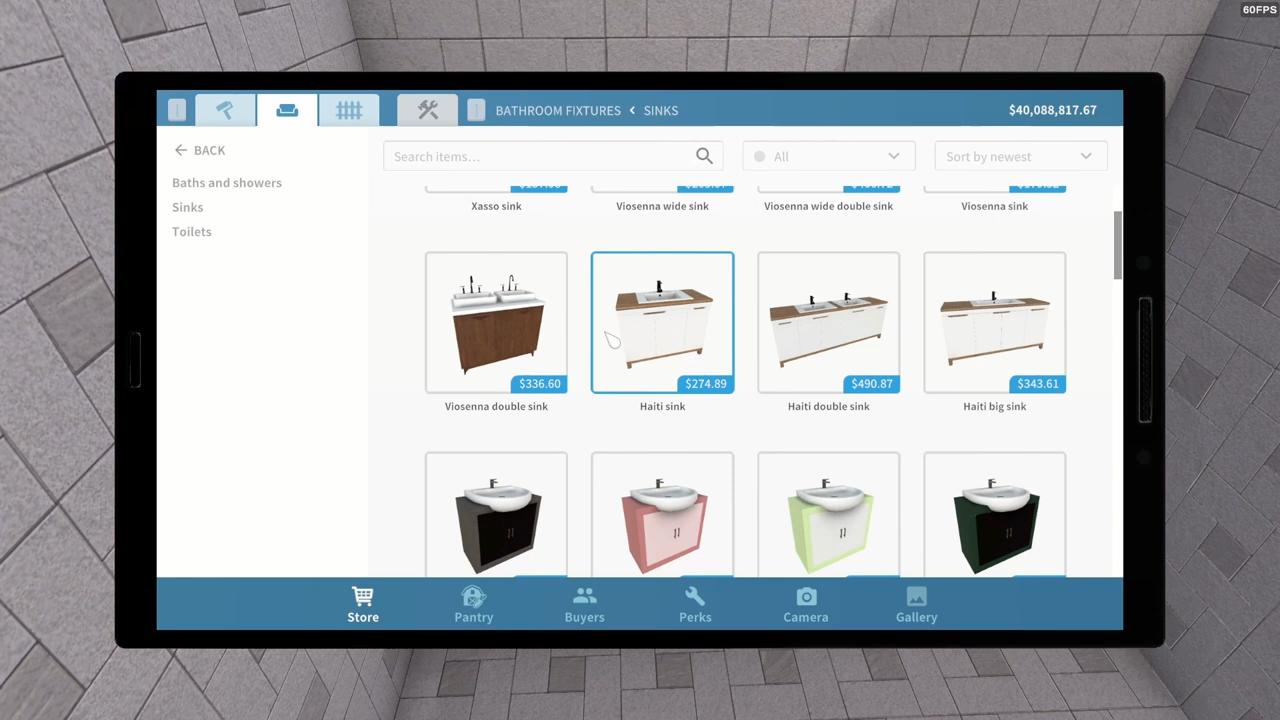 60FPS
BATHROOM FIXTURES < SINKS
$40,088,817.67
BACK
Baths and showers
Sinks
Toilets
Search items...
All
Sort by newest
Xasso sink
Viosenna wide sink
Viosenna wide double sink
Viosenna sink
$336.60
$274.89
$490.87
$343.61
Viosenna double sink
Haiti sink
Haiti double sink
Haiti big sink
Store
Pantry
Buyers
Perks
Camera
Gallery